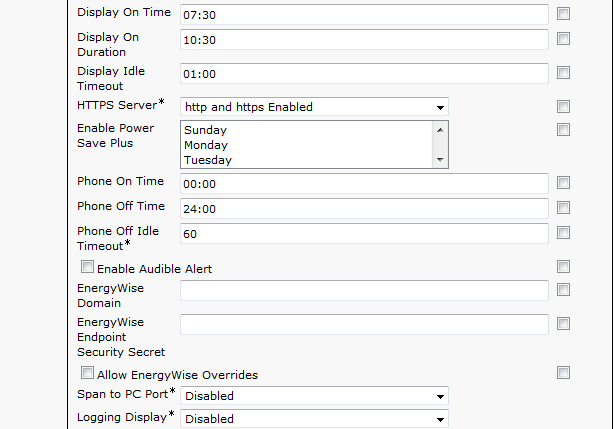 Display On Time 07:30
Display On
Duration 10:30
Display Idle
Timeout 01:00
HTTPS Server* http and https Enabled
Enable Power
Save Plus
Sunday
Monday
Tuesday
Phone On Time 00:00
Phone Off Time 24:00
Phone Off Idle
Timeout* 60
Enable Audible Alert
EnergyWise
Domain
EnergyWise
Endpoint
Security Secret
Allow EnergyWise Overrides
Span to PC Port* Disabled
Logging Display* Disabled